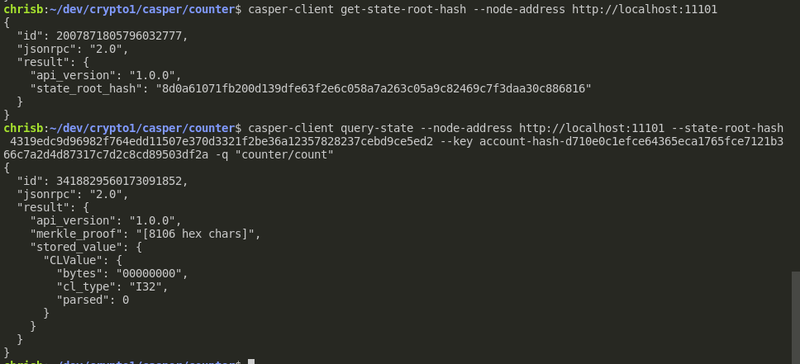 chrisb:~/dev/crypto1/casper/counter$ casper-client get-state-root-hash --node-address http://localhost:11101
{
  "id": 2007871805796032777,
  "jsonrpc": "2.0",
  "result": {
    "api_version": "1.0.0",
    "state_root_hash": "8d0a61071fb200d139dfe63f2e6c058a7a263c05a9c82469c7f3daa30c886816"
  }
}
chrisb:~/dev/crypto1/casper/counter$ casper-client query-state --node-address http://localhost:11101 --state-root-hash
 4319edc9d96982f764edd11507e370d3321f2be36a12357828237cebd9ce5ed2 --key account-hash-d710e0c1efce64365eca1765fce7121b3
66c7a2d4d87317c7d2c8cd89503df2a -q "counter/count"
{
  "id": 3418829560173091852,
  "jsonrpc": "2.0",
  "result": {
    "api_version": "1.0.0",
    "merkle_proof": "[8106 hex chars]",
    "stored_value": {
      "CLValue": {
        "bytes": "00000000",
        "cl_type": "I32",
        "parsed": 0
      }
    }
  }
}
chrisb:~/dev/crypto1/casper/counter$